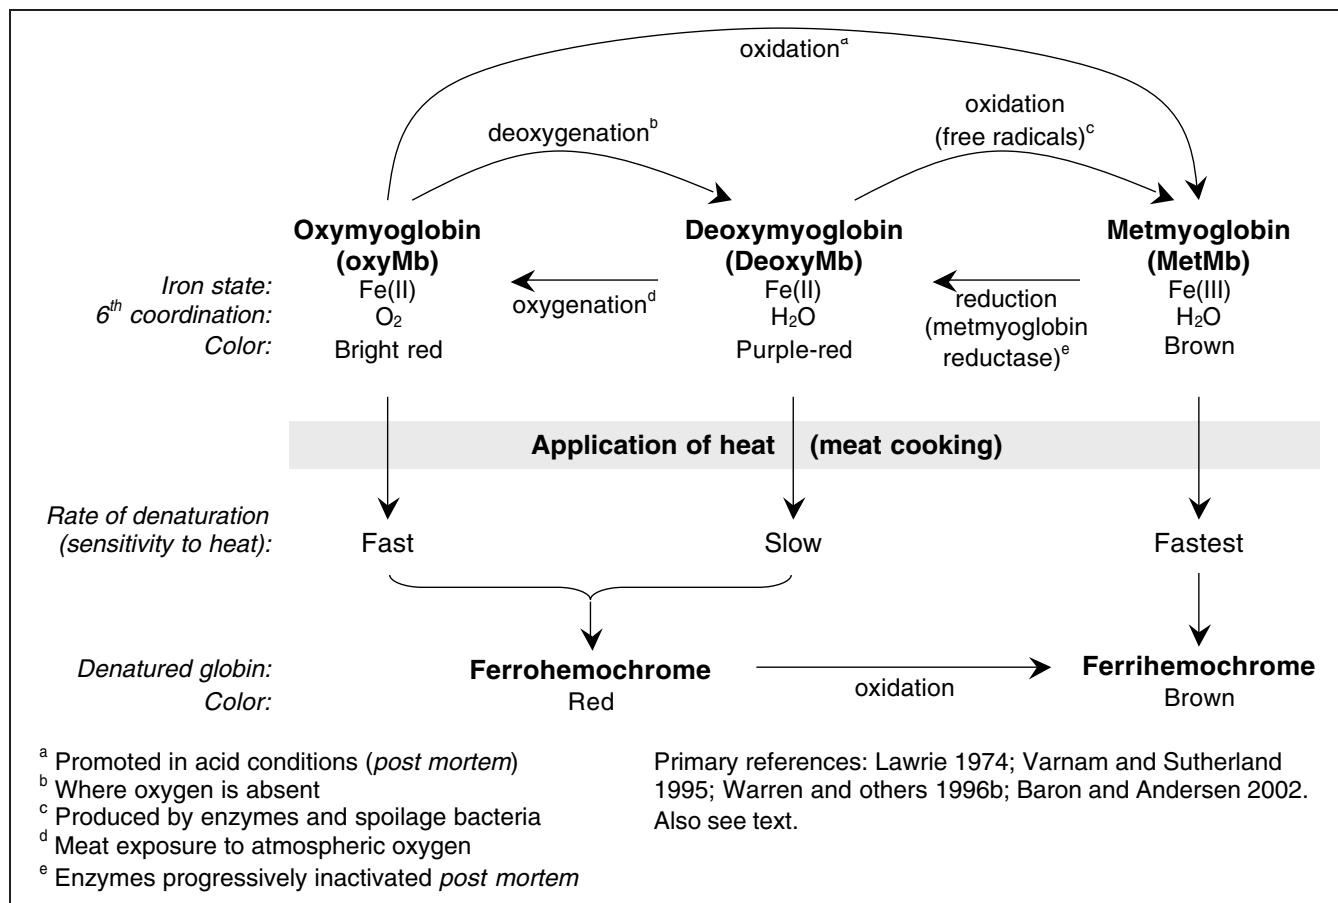 oxidationᵃ
oxidation
(free radicals)ᶜ
deoxygenationᵇ
Oxymyoglobin
(oxyMb)
Deoxymyoglobin
(DeoxyMb)
Metmyoglobin
(MetMb)
Iron state:
Fe(II)
Fe(II)
Fe(III)
6ᵗʰ coordination:
O₂
H₂O
H₂O
Color:
Bright red
Purple-red
Brown
oxygenationᵈ
reduction
(metmyoglobin
reductase)ᵉ
Application of heat (meat cooking)
Rate of denaturation
(sensitivity to heat):
Fast
Slow
Fastest
Denatured globin:
Ferrohemochrome
oxidation
Ferrihemochrome
Color:
Red
Brown
ᵃ Promoted in acid conditions (post mortem)
ᵇ Where oxygen is absent
ᶜ Produced by enzymes and spoilage bacteria
ᵈ Meat exposure to atmospheric oxygen
ᵉ Enzymes progressively inactivated post mortem
Primary references: Lawrie 1974; Varnam and Sutherland
1995; Warren and others 1996b; Baron and Andersen 2002.
Also see text.